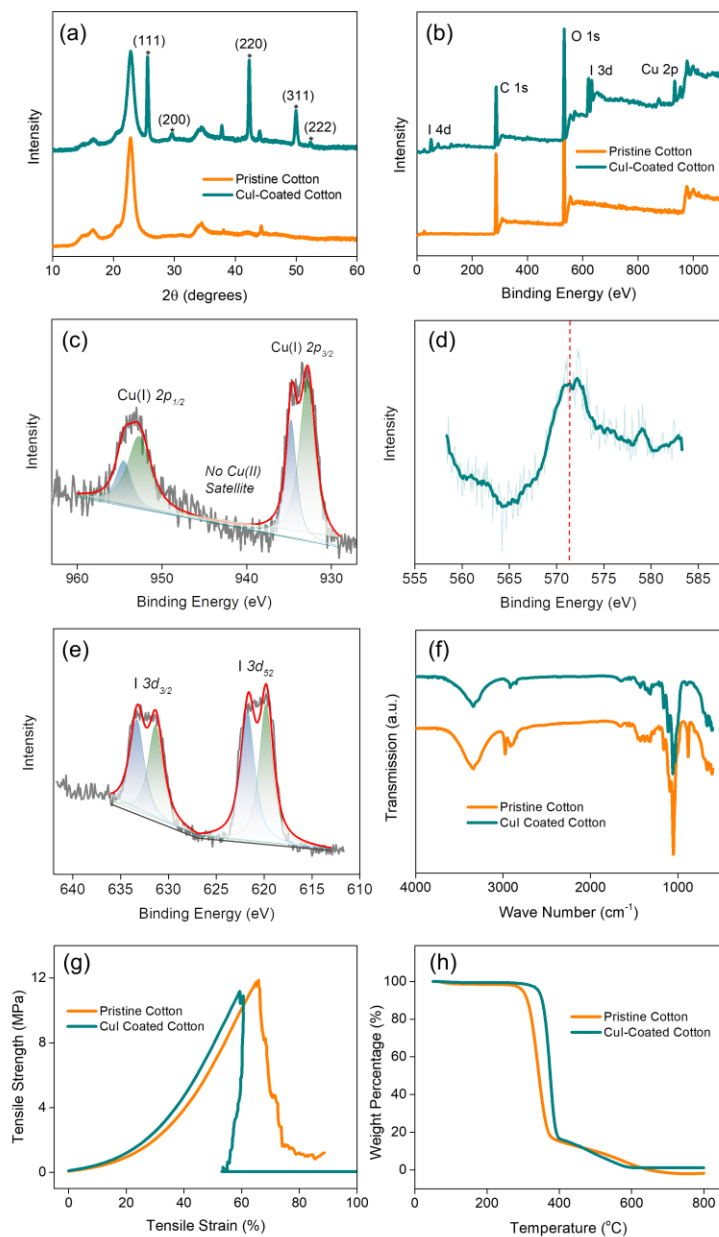 (a)
(111)
(200)
(220)
(311)
(222)
Intensity
Pristine Cotton
CuI-Coated Cotton
10 20 30 40 50 60
2θ (degrees)
(b)
O 1s
I 3d
Cu 2p
C 1s
I 4d
Intensity
Pristine Cotton
CuI-Coated Cotton
0 200 400 600 800 1000
Binding Energy (eV)
(c)
Cu(I) 2p3/2
Cu(I) 2p1/2
No Cu(II)
Satellite
Intensity
960 950 940 930
Binding Energy (eV)
(d)
Intensity
555 560 565 570 575 580 585
Binding Energy (eV)
(e)
I 3d52
I 3d3/2
Intensity
640 635 630 625 620 615 610
Binding Energy (eV)
(f)
Transmission (a.u.)
Pristine Cotton
CuI Coated Cotton
4000 3000 2000 1000
Wave Number (cm⁻¹)
(g)
Tensile Strength (MPa)
12
8
4
0
Pristine Cotton
CuI Coated Cotton
0 20 40 60 80 100
Tensile Strain (%)
(h)
Weight Percentage (%)
100
80
60
40
20
0
Pristine Cotton
CuI-Coated Cotton
0 200 400 600 800
Temperature (°C)